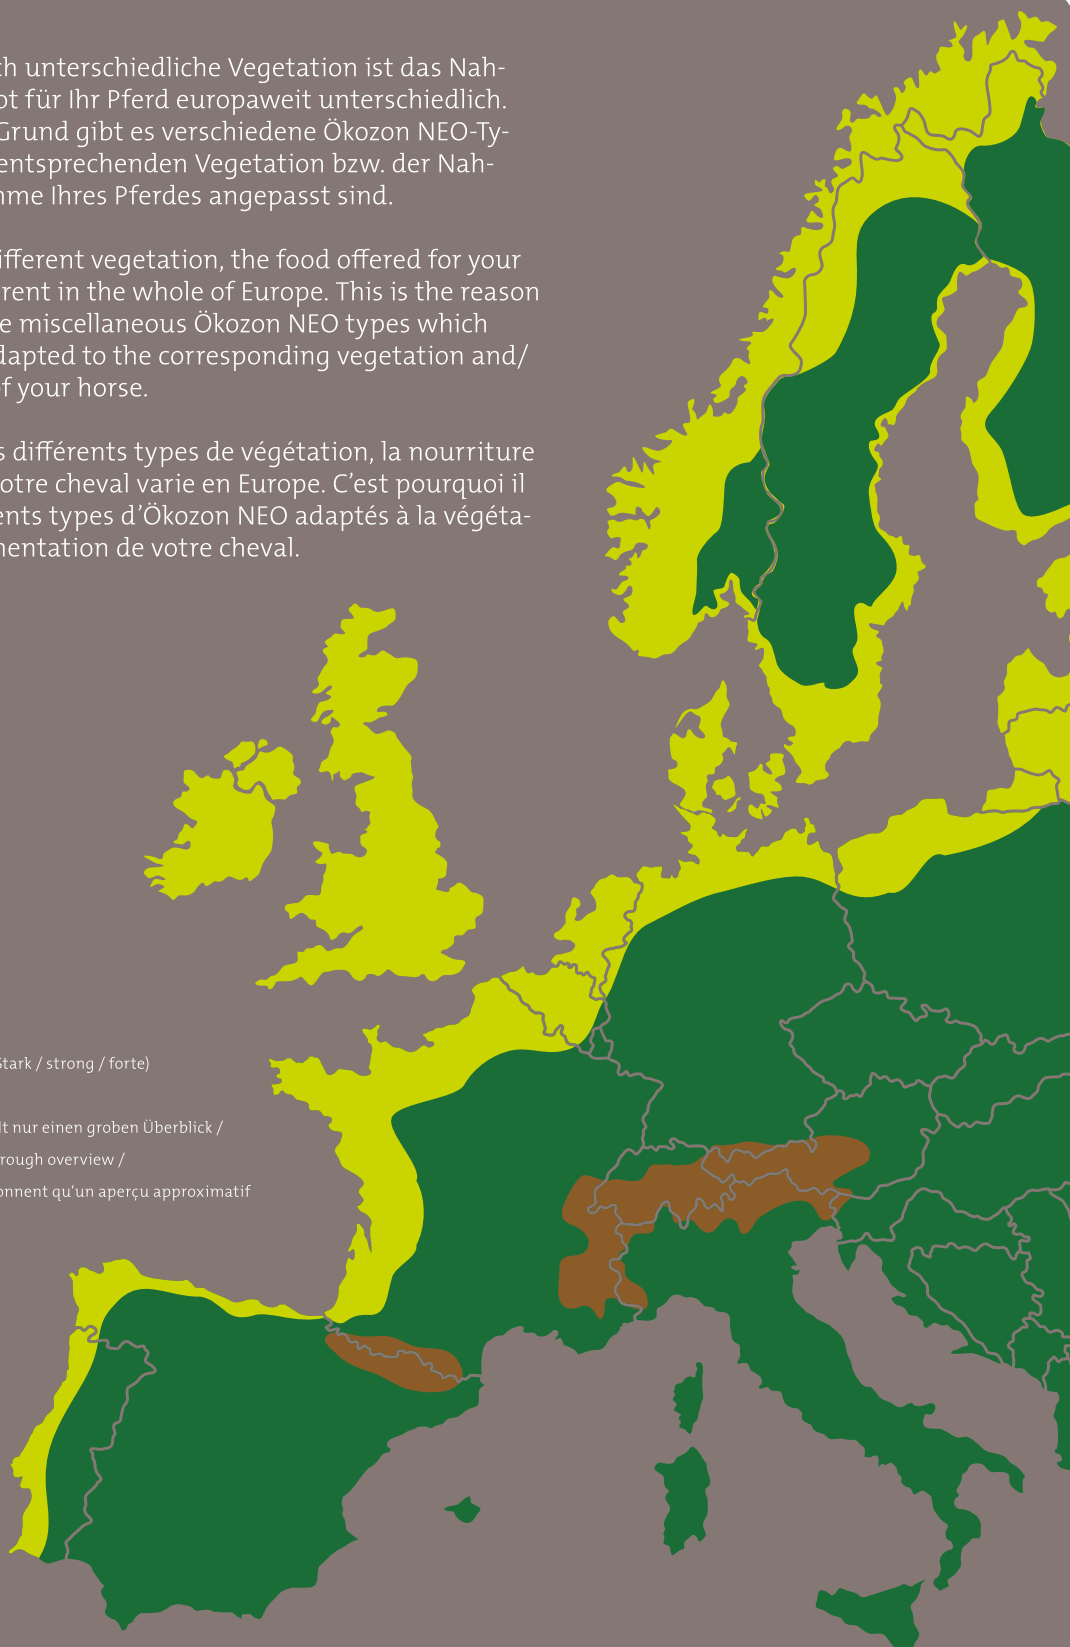 ch unterschiedliche Vegetation ist das Nah-
ot für Ihr Pferd europaweit unterschiedlich.
Grund gibt es verschiedene Ökozon NEO-Ty-
entsprechenden Vegetation bzw. der Nah-
hme Ihres Pferdes angepasst sind.
ifferent vegetation, the food offered for your
rent in the whole of Europe. This is the reason
e miscellaneous Ökozon NEO types which
dapted to the corresponding vegetation and/
of your horse.
s différents types de végétation, la nourriture
otre cheval varie en Europe. C’est pourquoi il
ents types d’Ökozon NEO adaptés à la végéta-
mentation de votre cheval.
Stark / strong / forte)
lt nur einen groben Überblick /
rough overview /
onnent qu‘un aperçu approximatif